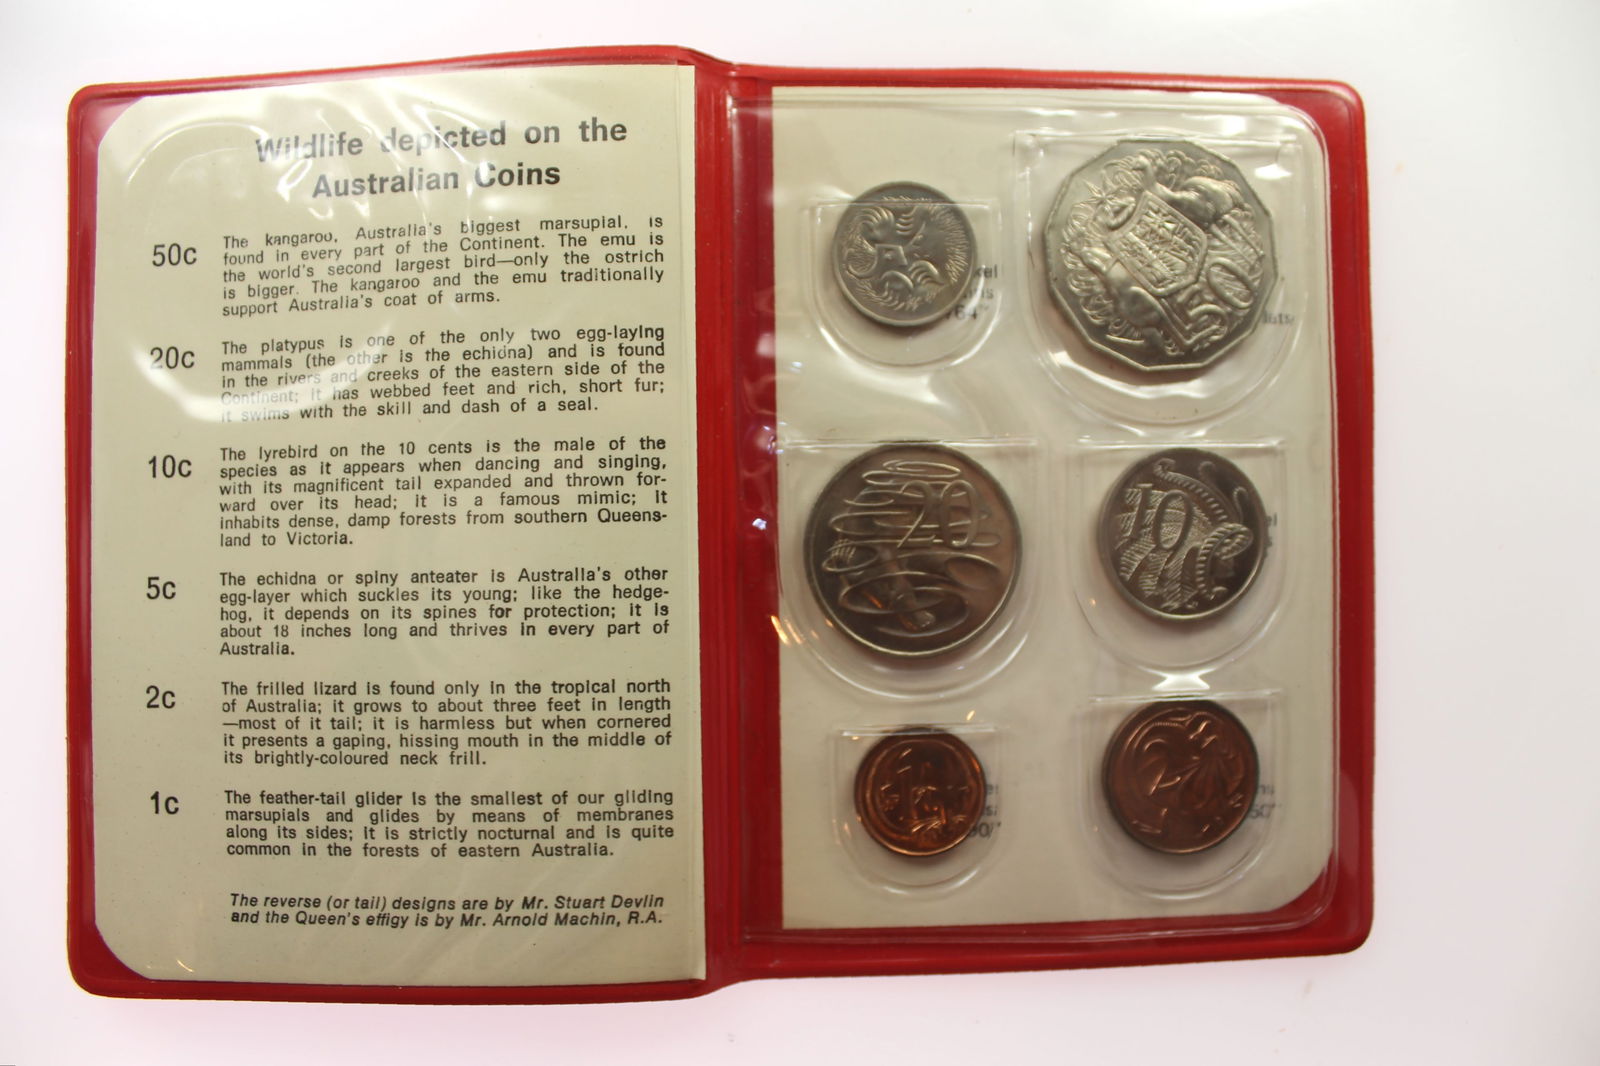 Wildlife depicted on the
Australian Coins
50c
The kangaroo, Australia's biggest marsupial, is
found in every part of the Continent. The emu is
the world's second largest bird—only the ostrich
is bigger. The kangaroo and the emu traditionally
support Australia's coat of arms.
20c
The platypus is one of the only two egg-laying
mammals (the other is the echidna) and is found
in the rivers and creeks of the eastern side of the
Continent; it has webbed feet and rich, short fur;
it swims with the skill and dash of a seal.
10c
The lyrebird on the 10 cents is the male of the
species as it appears when dancing and singing,
with its magnificent tail expanded and thrown for-
ward over its head; it is a famous mimic; it
inhabits dense, damp forests from southern Queens-
land to Victoria.
5c
The echidna or spiny anteater is Australia's other
egg-layer which suckles its young; like the hedge-
hog, it depends on its spines for protection; it is
about 18 inches long and thrives in every part of
Australia.
2c
The frilled lizard is found only in the tropical north
of Australia; it grows to about three feet in length
—most of it tail; it is harmless but when cornered
it presents a gaping, hissing mouth in the middle of
its brightly-coloured neck frill.
1c
The feather-tail glider is the smallest of our gliding
marsupials and glides by means of membranes
along its sides; it is strictly nocturnal and is quite
common in the forests of eastern Australia.
The reverse (or tail) designs are by Mr. Stuart Devlin
and the Queen's effigy is by Mr. Arnold Machin, R.A.
5
20
10
1
2